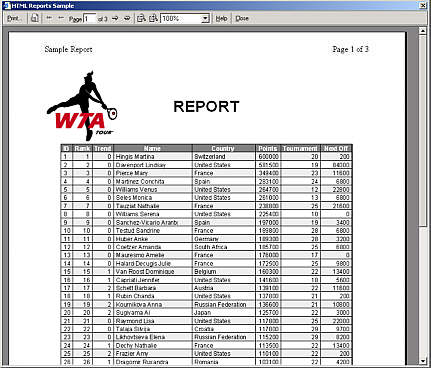 HTML Reports Sample
Print... Page 1 of 3 100% Help Close
Sample Report Page 1 of 3
WTA
TOUR
REPORT
ID Rank Trend Name Country Points Tournament Next Off
1 1 0 Hingis Martina Switzerland 600000 20 200
2 2 0 Davenport Lindsay United States 581500 19 84000
3 3 0 Pierce Mary France 349400 23 11600
4 4 0 Martinez Conchita Spain 283100 24 6800
5 5 0 Williams Venus United States 264700 12 22800
6 6 0 Seles Monica United States 261000 13 6800
7 7 0 Tauziat Nathalie France 238800 25 21600
8 8 0 Williams Serena United States 225400 10 0
9 9 0 Sanchez-Vicario Arantx Spain 197000 19 3400
10 10 0 Testud Sandrine France 189800 28 6800
11 11 0 Huber Anke Germany 189300 20 3200
12 12 0 Coetzer Amanda South Africa 185700 25 6800
13 13 0 Mauresmo Amelie France 176000 17 0
14 14 0 Halard-Decugis Julie France 172500 25 9800
15 15 1 Van Roost Dominique Belgium 160300 22 13400
16 16 1 Capriati Jennifer United States 141600 18 5600
17 17 2 Schett Barbara Austria 139100 22 11600
18 18 1 Rubin Chanda United States 137000 21 200
19 19 2 Kournikova Anna Russian Federation 136600 21 10800
20 20 2 Sugiyama Ai Japan 125700 22 3000
21 21 0 Raymond Lisa United States 117800 25 22000
22 22 0 Talaja Silvija Croatia 117000 29 9700
23 23 0 Likhovtseva Elena Russian Federation 115200 29 8200
24 24 1 Dechy Nathalie France 113500 22 13400
25 25 2 Frazier Amy United States 110100 22 200
26 26 1 Dragomir Ruxandra Romania 103100 22 4200